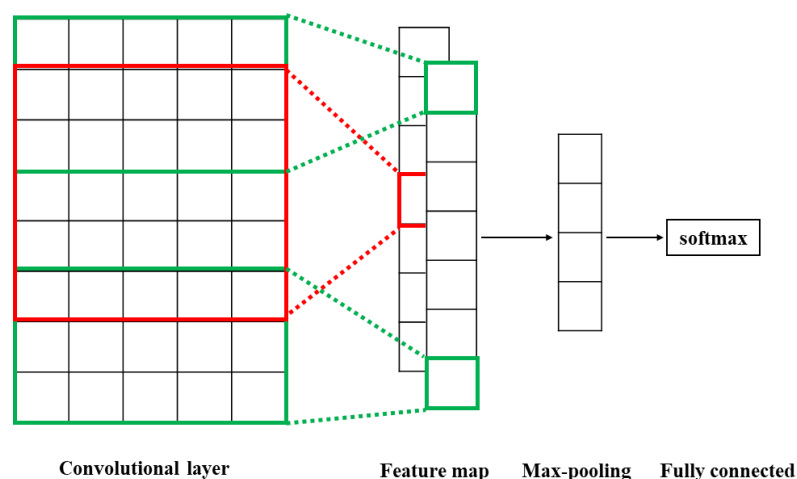 softmax
Convolutional layer
Feature map
Max-pooling
Fully connected